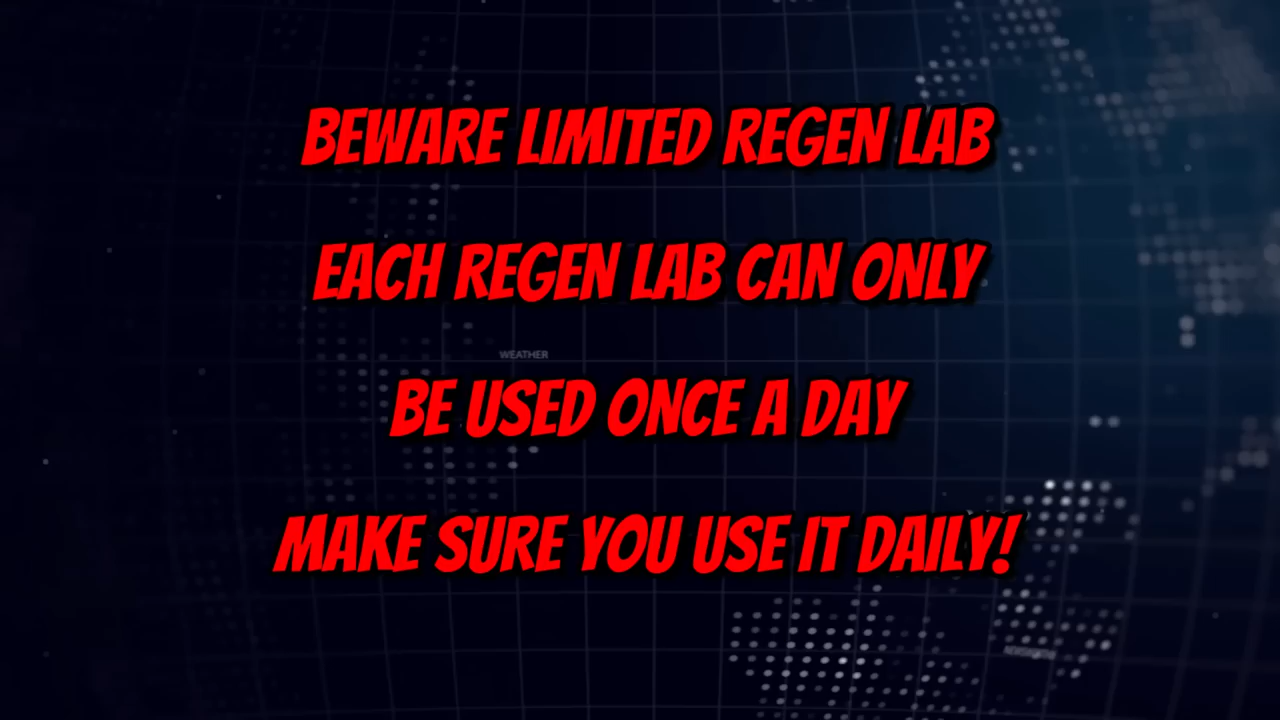 BEWARE LIMITED REGEN LAB
EACH REGEN LAB CAN ONLY
WEATHER
BE USED ONCE A DAY
MAKE SURE YOU USE IT DAILY!